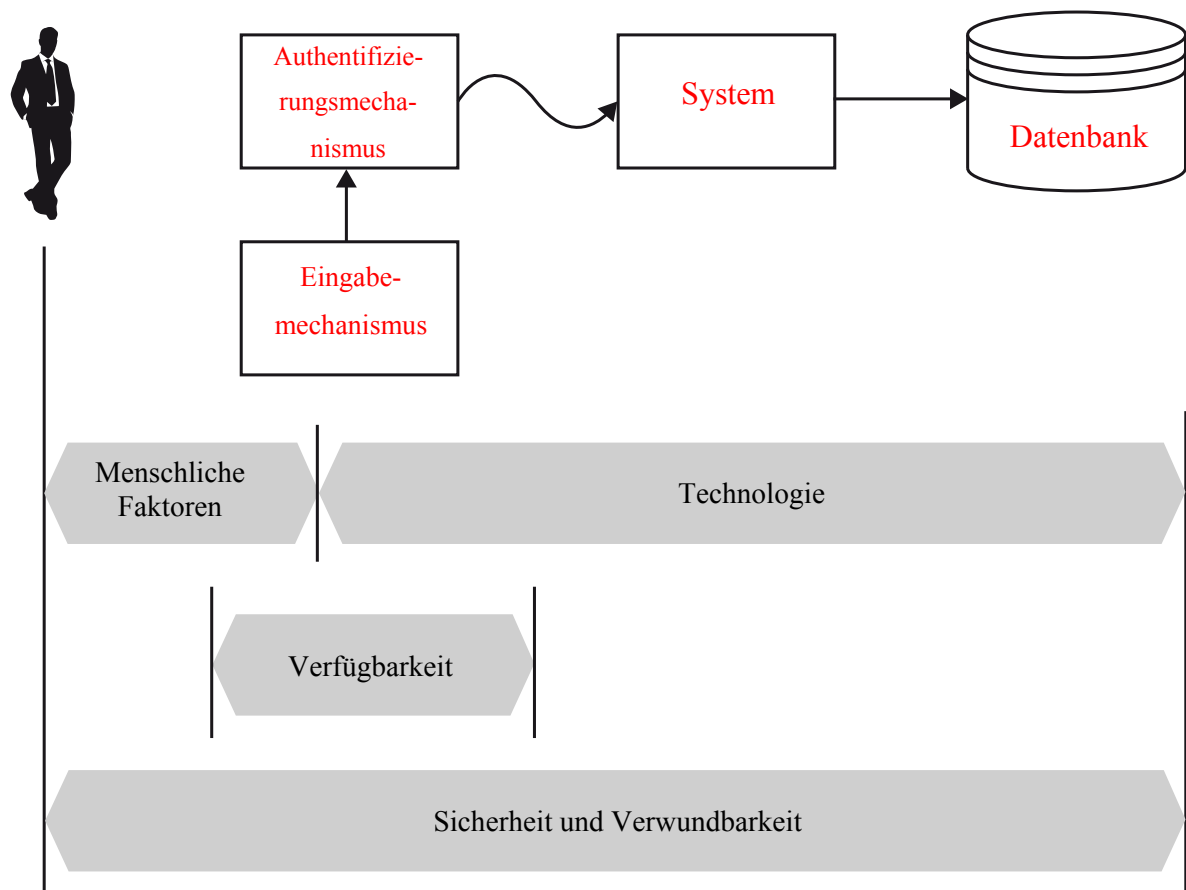 Authentifizie-
rungsmecha-
nismus
System
Datenbank
Eingabe-
mechanismus
Menschliche
Faktoren
Technologie
Verfügbarkeit
Sicherheit und Verwundbarkeit